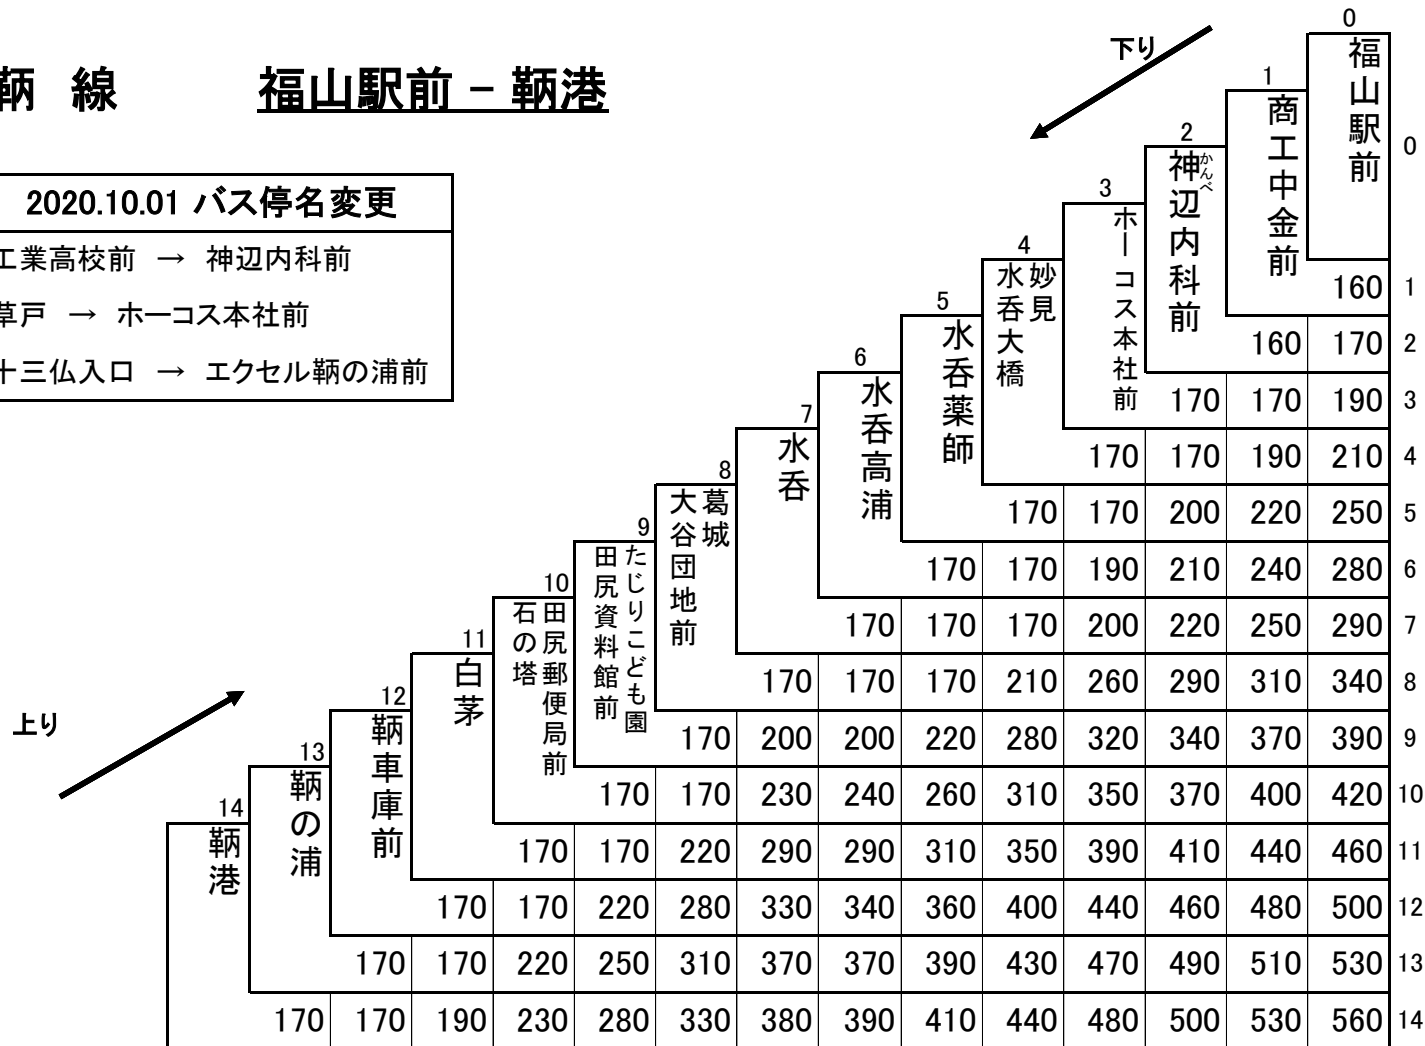 鞆 線 福山駅前 − 鞆港
2020.10.01 バス停名変更
工業高校前 → 神辺内科前
草戸 → ホーコス本社前
十三仏入口 → エクセル鞆の浦前
下り
上り
0
福山駅前
0
1
商工中金前
160 1
2
神辺内科前
かんべ
160 170 2
3
ホーコス本社前
170 170 190 3
4
妙見
水呑大橋
170 170 190 210 4
5
水呑薬師
170 170 200 220 250 5
6
水呑高浦
170 170 190 210 240 280 6
7
水呑
170 170 170 200 220 250 290 7
8
葛城
大谷団地前
170 170 170 210 260 290 310 340 8
9
たじりこども園
田尻資料館前
170 200 200 220 280 320 340 370 390 9
10
田尻郵便局前
石の塔
170 170 230 240 260 310 350 370 400 420 10
11
白茅
170 170 220 290 290 310 350 390 410 440 460 11
12
鞆車庫前
170 170 220 280 330 340 360 400 440 460 480 500 12
13
鞆の浦
170 170 220 250 310 370 370 390 430 470 490 510 530 13
14
鞆港
170 170 190 230 280 330 380 390 410 440 480 500 530 560 14